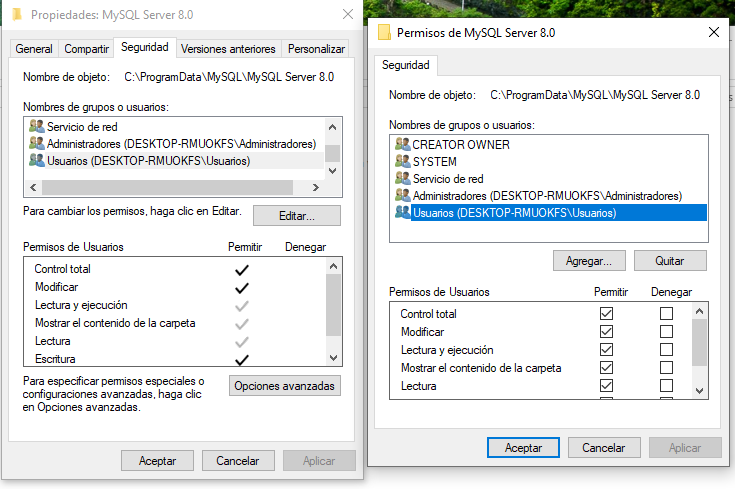 Propiedades: MySQL Server 8.0
General
Compartir
Seguridad
Versiones anteriores
Personalizar
Nombre de objeto: C:\ProgramData\MySQL\MySQL Server 8.0
Nombres de grupos o usuarios:
Servicio de red
Administradores (DESKTOP-RMUOKFS\Administradores)
Usuarios (DESKTOP-RMUOKFS\Usuarios)
Para cambiar los permisos, haga clic en Editar.
Editar...
Permisos de Usuarios Permitir Denegar
Control total
Modificar
Lectura y ejecución
Mostrar el contenido de la carpeta
Lectura
Escritura
Para especificar permisos especiales o
configuraciones avanzadas, haga clic
en Opciones avanzadas.
Opciones avanzadas
Aceptar
Cancelar
Aplicar
Permisos de MySQL Server 8.0
Seguridad
Nombre de objeto: C:\ProgramData\MySQL\MySQL Server 8.0
Nombres de grupos o usuarios:
CREATOR OWNER
SYSTEM
Servicio de red
Administradores (DESKTOP-RMUOKFS\Administradores)
Usuarios (DESKTOP-RMUOKFS\Usuarios)
Agregar...
Quitar
Permisos de Usuarios Permitir Denegar
Control total
Modificar
Lectura y ejecución
Mostrar el contenido de la carpeta
Lectura
Aceptar
Cancelar
Aplicar